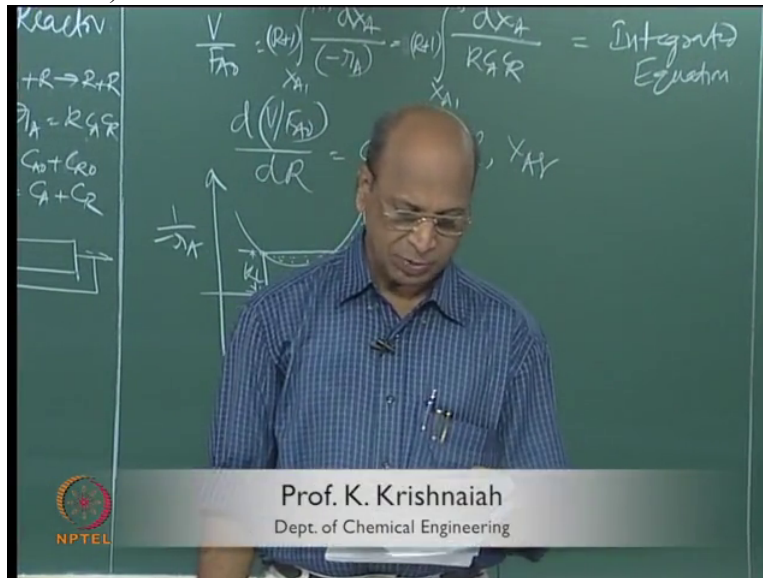 Reactor
+R → R+R
r_A = k C_A C_R
C_A0 + C_R0
= C_A + C_R
V/F_A0 = (R+1) ∫ dX_A/(-r_A) = (R+1) ∫ dX_A/(k C_A C_R) = Integrated Equation
X_A1 X_A1
d(V/F_A0)/dR =
, X_Af
1/-r_A
Prof. K. Krishnaiah
Dept. of Chemical Engineering
NPTEL